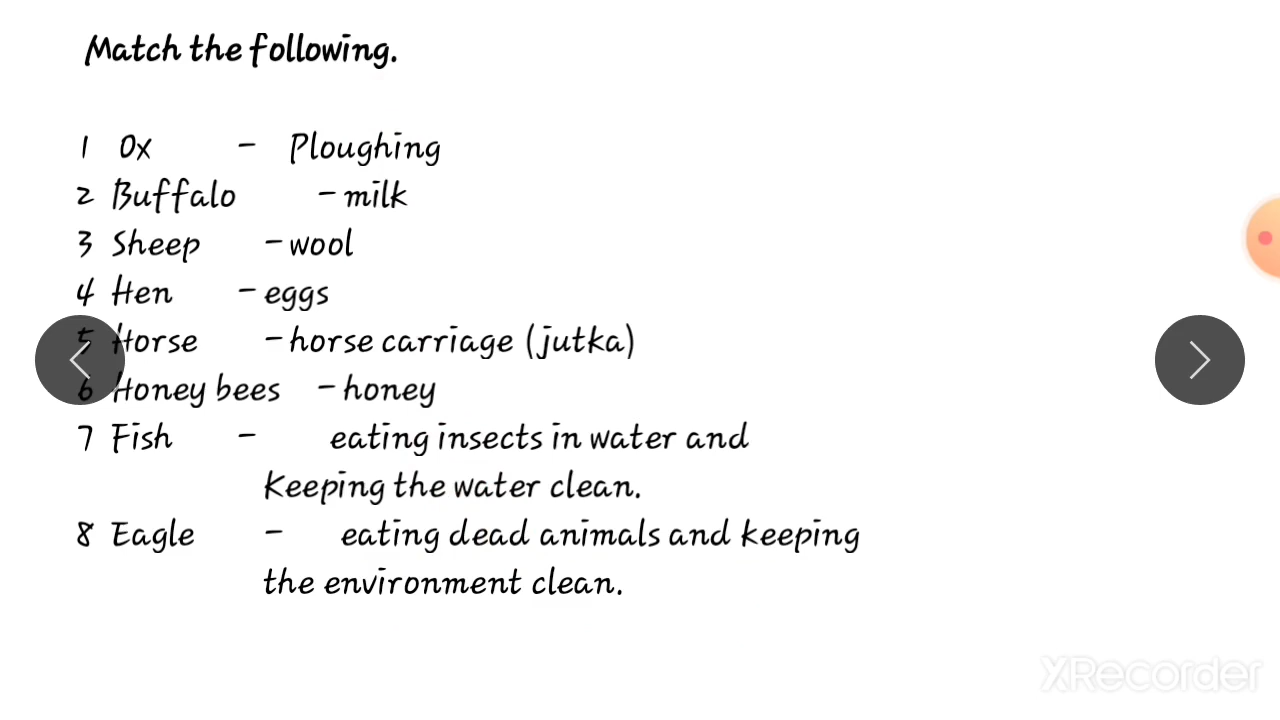 Match the following.
1 Ox - Ploughing
2 Buffalo - milk
3 Sheep - wool
4 Hen - eggs
5 Horse - horse carriage (jutka)
6 Honey bees - honey
7 Fish - eating insects in water and
Keeping the water clean.
8 Eagle - eating dead animals and keeping
the environment clean.
XRecorder